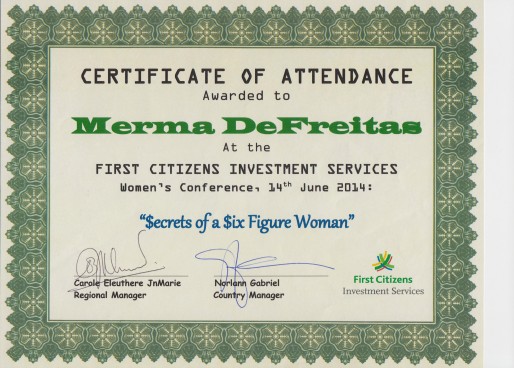 CERTIFICATE OF ATTENDANCE
Awarded to
Merma DeFreitas
At the
FIRST CITIZENS INVESTMENT SERVICES
Women's Conference, 14th June 2014:
"$ecrets of a $ix Figure Woman"
Carole Eleuthere JnMarie
Regional Manager
Norlann Gabriel
Country Manager
First Citizens
Investment Services